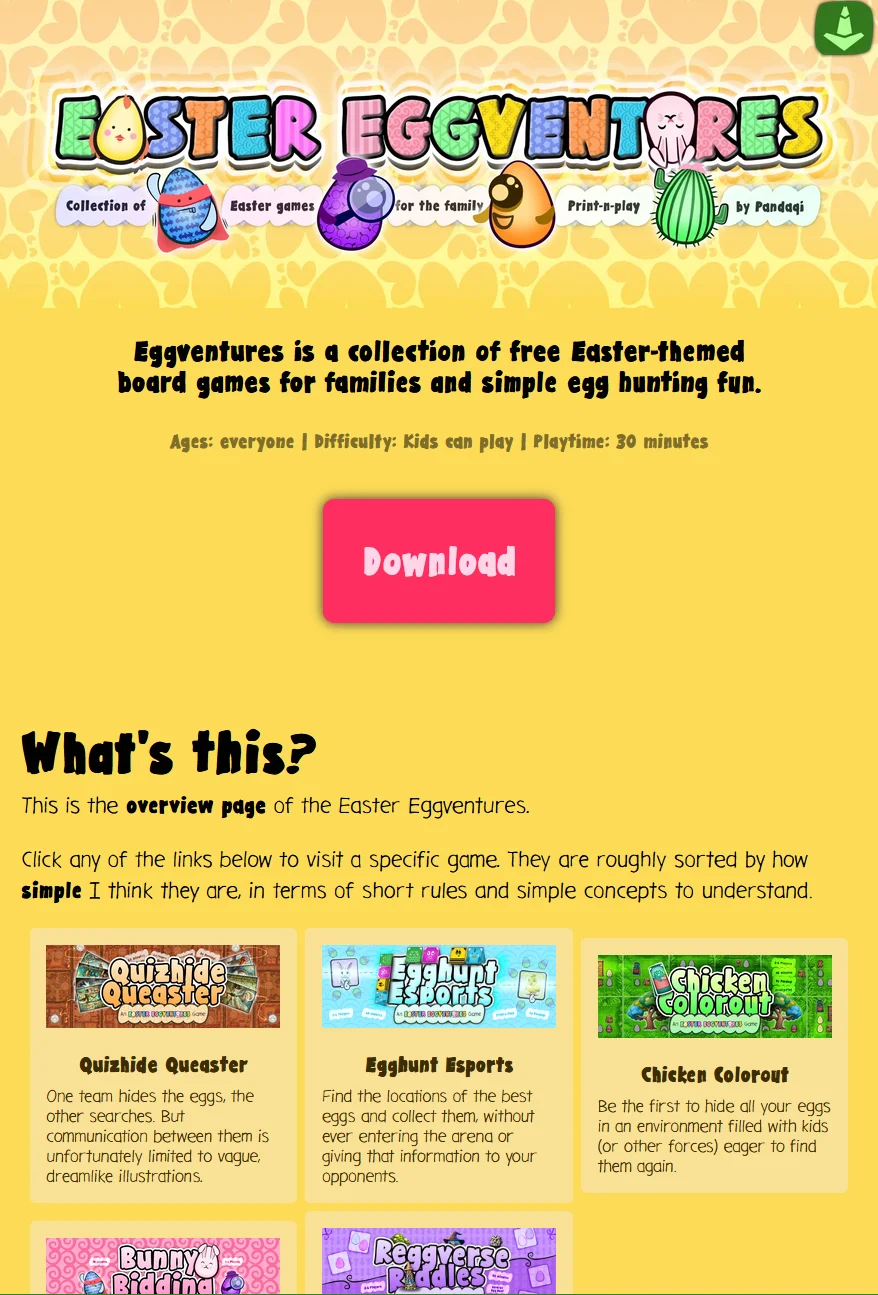 EASTER EGGVENTURES
Collection of Easter games for the family Print-n-play by Pandaqi
Eggventures is a collection of free Easter-themed
board games for families and simple egg hunting fun.
Ages: everyone | Difficulty: Kids can play | Playtime: 30 minutes
Download
What's this?
This is the overview page of the Easter Eggventures.
Click any of the links below to visit a specific game. They are roughly sorted by how
simple I think they are, in terms of short rules and simple concepts to understand.
Quizhide
Queaster
An EASTER EGGVENTURES Game
Quizhide Queaster
One team hides the eggs, the
other searches. But
communication between them is
unfortunately limited to vague,
dreamlike illustrations.
Egghunt
Esports
An EASTER EGGVENTURES Game
Egghunt Esports
Find the locations of the best
eggs and collect them, without
ever entering the arena or
giving that information to your
opponents.
Chicken
Colorout
An EASTER EGGVENTURES Game
Chicken Colorout
Be the first to hide all your eggs
in an environment filled with kids
(or other forces) eager to find
them again.
Bunny
Bidding
Reggverse
Riddles